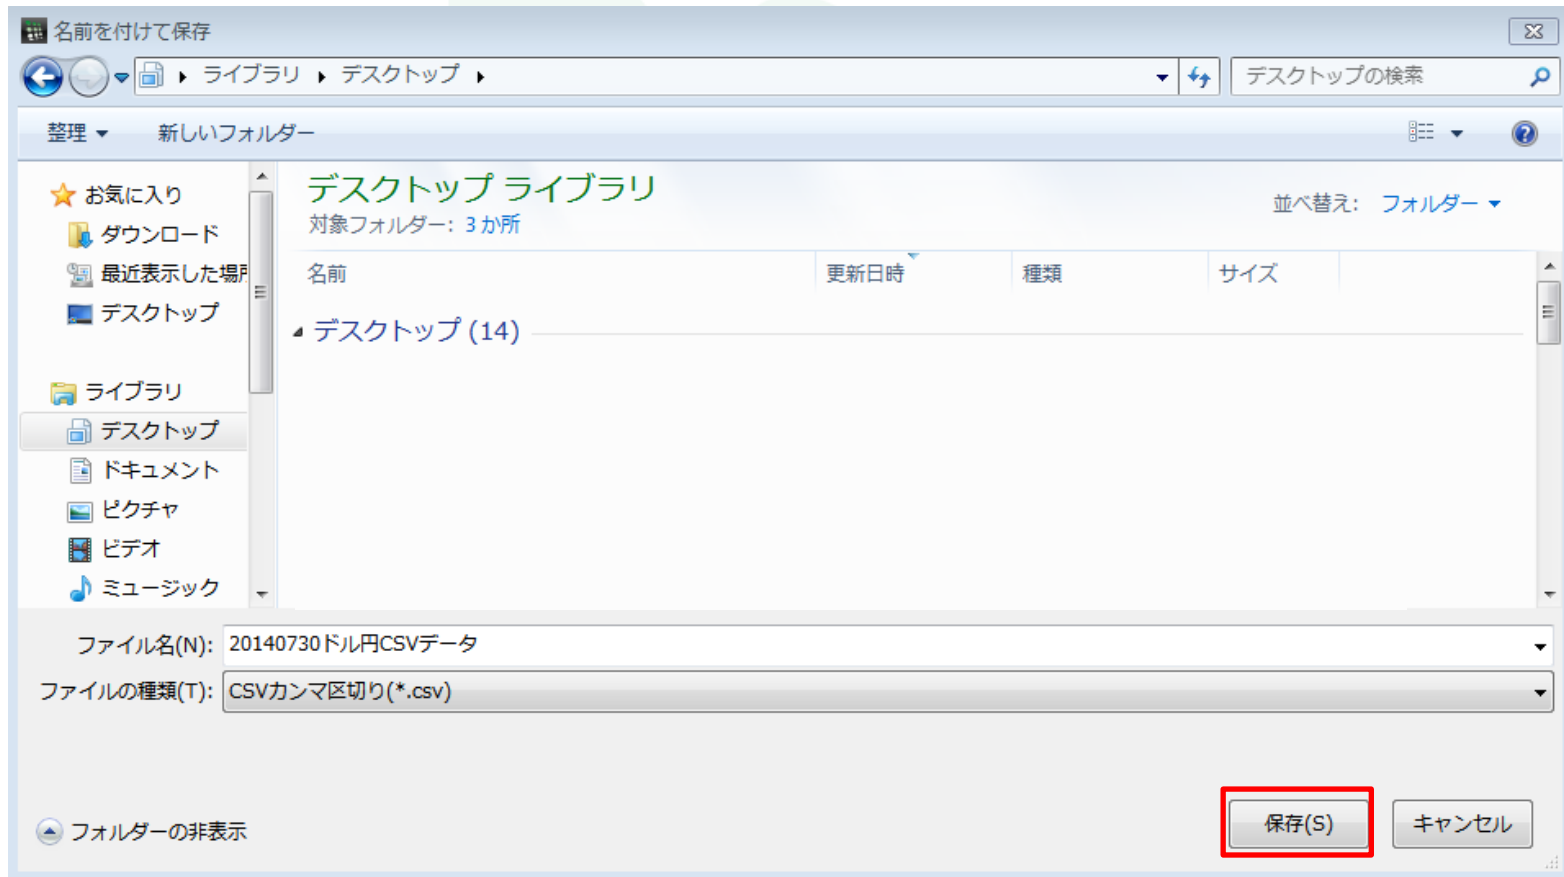 名前を付けて保存
ライブラリ デスクトップ
デスクトップの検索
整理 新しいフォルダー
お気に入り
ダウンロード
最近表示した場所
デスクトップ
ライブラリ
デスクトップ
ドキュメント
ピクチャ
ビデオ
ミュージック
デスクトップ ライブラリ
対象フォルダー: 3 か所
並べ替え: フォルダー
名前 更新日時 種類 サイズ
デスクトップ (14)
ファイル名(N): 20140730ドル円CSVデータ
ファイルの種類(T): CSVカンマ区切り(*.csv)
フォルダーの非表示
保存(S) キャンセル